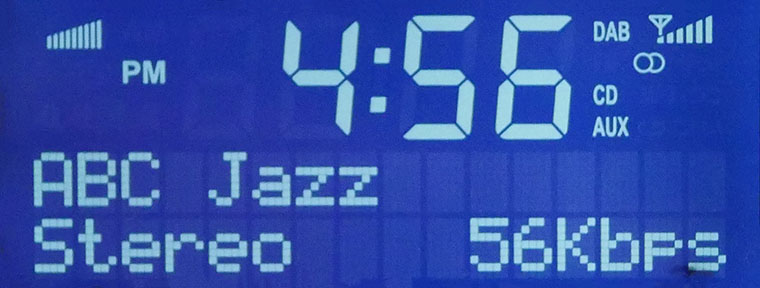 PM 4:56 DAB
CD
AUX
ABC Jazz
Stereo 56Kbps